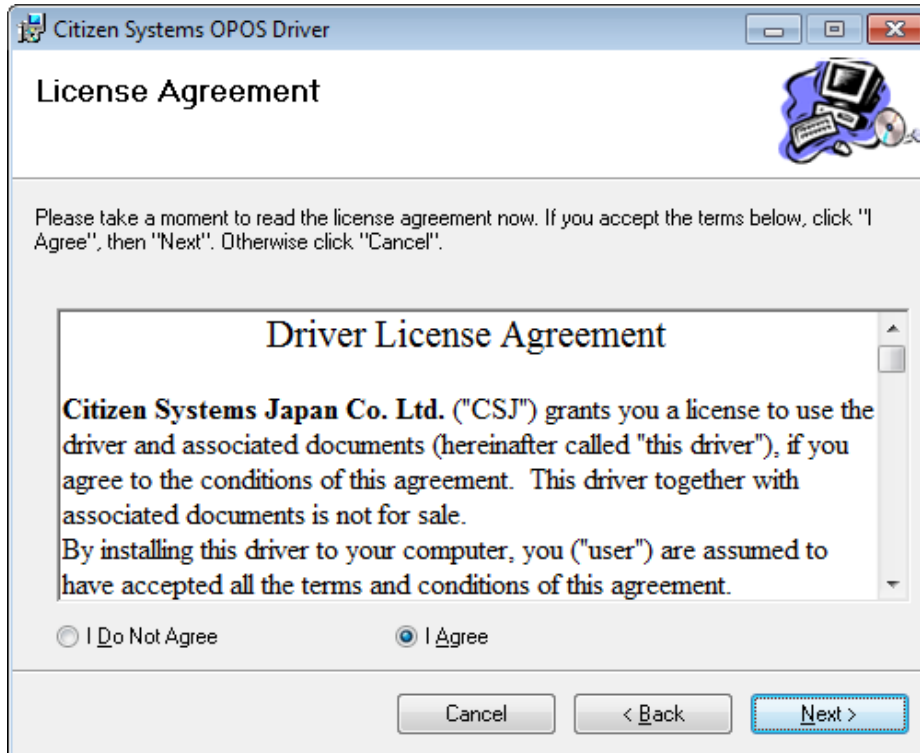 Citizen Systems OPOS Driver
License Agreement
Please take a moment to read the license agreement now. If you accept the terms below, click "I
Agree", then "Next". Otherwise click "Cancel".
Driver License Agreement
Citizen Systems Japan Co. Ltd. ("CSJ") grants you a license to use the
driver and associated documents (hereinafter called "this driver"), if you
agree to the conditions of this agreement.  This driver together with
associated documents is not for sale.
By installing this driver to your computer, you ("user") are assumed to
have accepted all the terms and conditions of this agreement.
I Do Not Agree
I Agree
Cancel
< Back
Next >